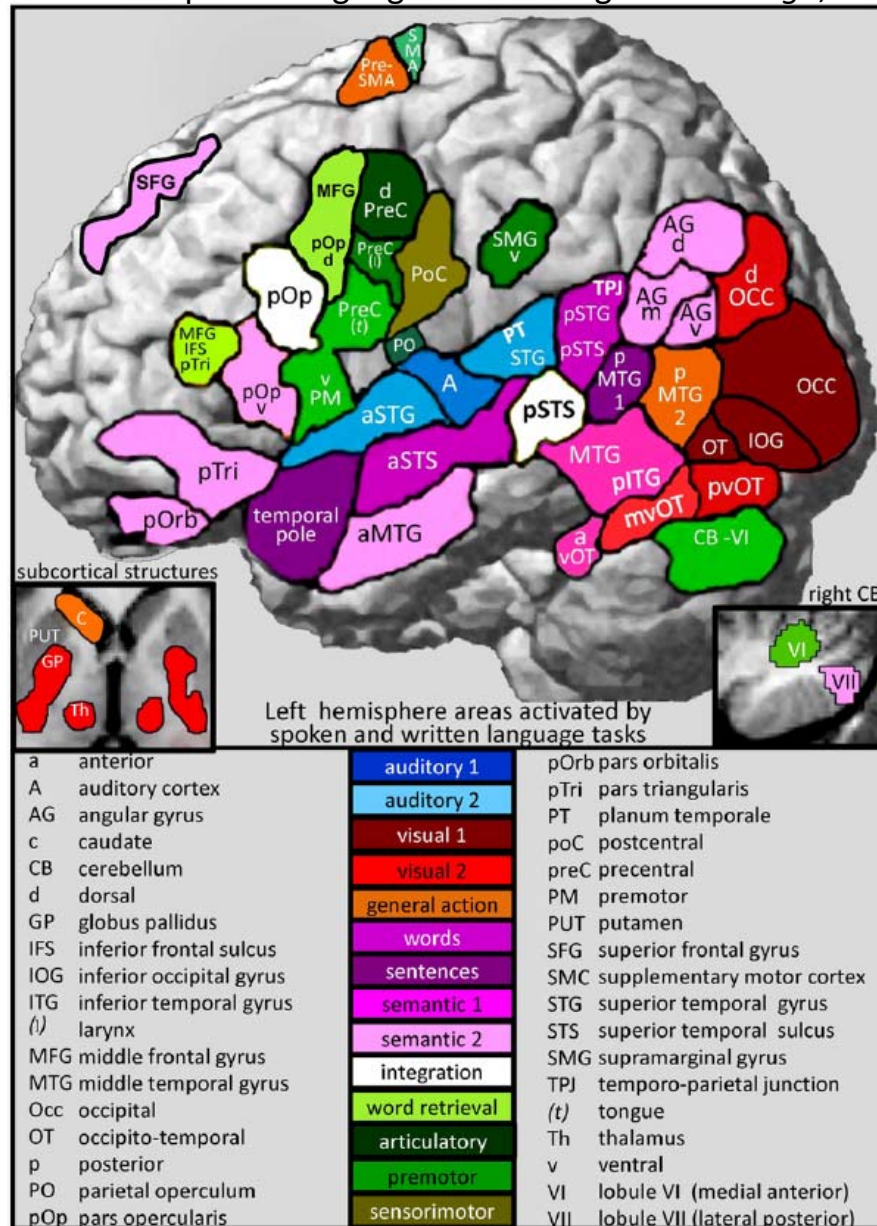 S
M
A
Pre-
SMA
SFG
MFG
d
PreC
pOp
d
PreC
(l)
PoC
SMG
v
AG
d
d
OCC
pOp
PreC
(t)
TPJ
pSTG
pSTS
AG
m
AG
v
MFG
IFS
pTri
PO
PT
STG
pOp
v
v
PM
A
p
MTG
1
p
MTG
2
OCC
aSTG
pSTS
aSTS
OT
IOG
MTG
pITG
pTri
temporal
pole
aMTG
mvOT
pvOT
pOrb
a
vOT
CB -VI
subcortical structures
right CB
C
PUT
GP
Th
VI
VII
Left hemisphere areas activated by
spoken and written language tasks
a anterior
A auditory cortex
AG angular gyrus
c caudate
CB cerebellum
d dorsal
GP globus pallidus
IFS inferior frontal sulcus
IOG inferior occipital gyrus
ITG inferior temporal gyrus
(l) larynx
MFG middle frontal gyrus
MTG middle temporal gyrus
Occ occipital
OT occipito-temporal
p posterior
PO parietal operculum
pOp pars opercularis
auditory 1
auditory 2
visual 1
visual 2
general action
words
sentences
semantic 1
semantic 2
integration
word retrieval
articulatory
premotor
sensorimotor
pOrb pars orbitalis
pTri pars triangularis
PT planum temporale
poC postcentral
preC precentral
PM premotor
PUT putamen
SFG superior frontal gyrus
SMC supplementary motor cortex
STG superior temporal gyrus
STS superior temporal sulcus
SMG supramarginal gyrus
TPJ temporo-parietal junction
(t) tongue
Th thalamus
v ventral
VI lobule VI (medial anterior)
VII lobule VII (lateral posterior)